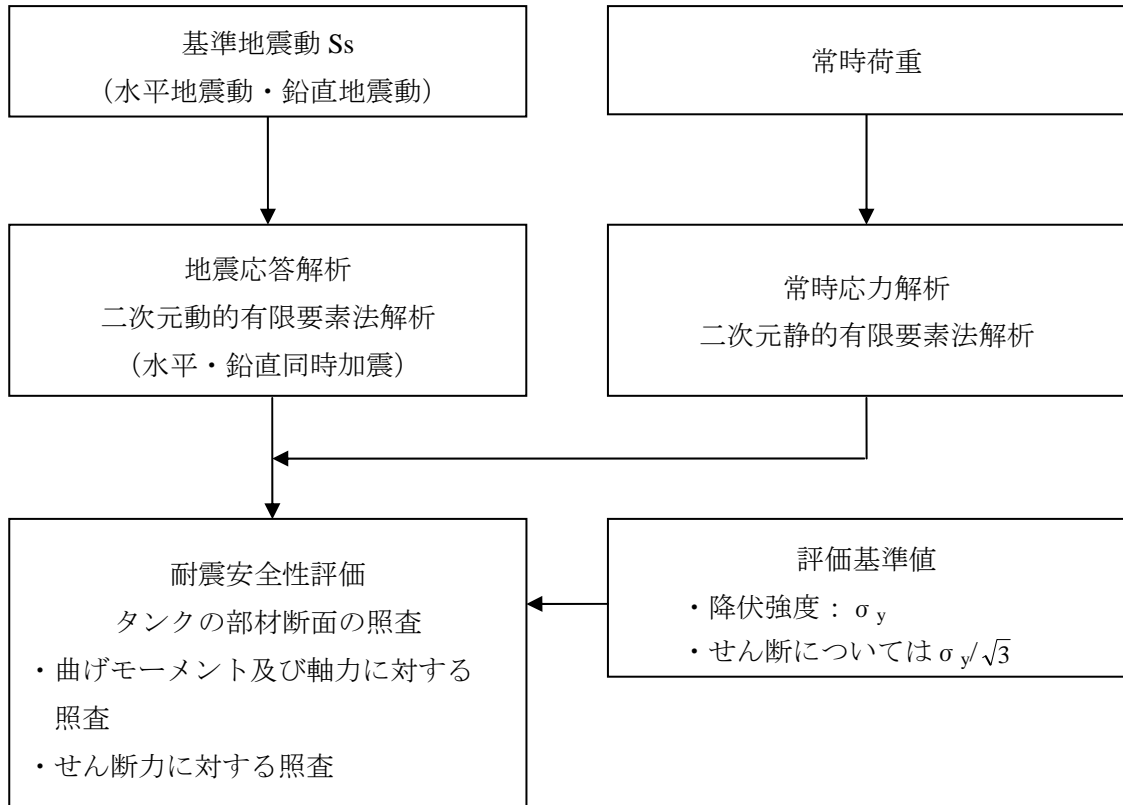 基準地震動 Ss
（水平地震動・鉛直地震動）
常時荷重
地震応答解析
二次元動的有限要素法解析
（水平・鉛直同時加震）
常時応力解析
二次元静的有限要素法解析
耐震安全性評価
タンクの部材断面の照査
・曲げモーメント及び軸力に対する
照査
・せん断力に対する照査
評価基準値
・降伏強度：σy
・せん断についてはσy/√3